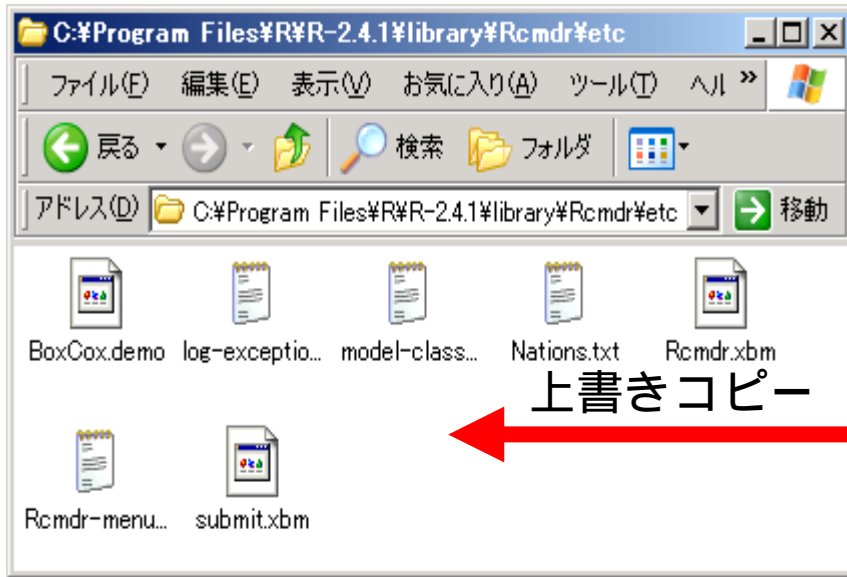 C:¥Program Files¥R¥R-2.4.1¥library¥Rcmdr¥etc
ファイル(F) 編集(E) 表示(V) お気に入り(A) ツール(T) ヘル »
戻る 検索 フォルダ
アドレス(D) C:¥Program Files¥R¥R-2.4.1¥library¥Rcmdr¥etc 移動
BoxCox.demo log-exceptio... model-class... Nations.txt Rcmdr.xbm
上書きコピー
Rcmdr-menu... submit.xbm